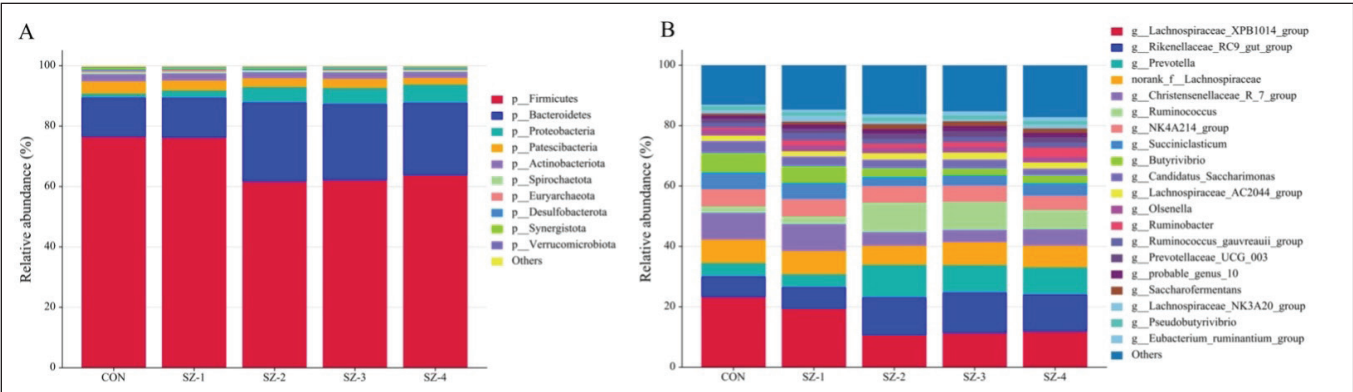 A
Relative abundance (%)
100
80
60
40
20
0
CON SZ-1 SZ-2 SZ-3 SZ-4
p__Firmicutes
p__Bacteroidetes
p__Proteobacteria
p__Patescibacteria
p__Actinobacteriota
p__Spirochaetota
p__Euryarchaeota
p__Desulfobacterota
p__Synergistota
p__Verrucomicrobiota
Others
B
Relative abundance (%)
100
80
60
40
20
0
CON SZ-1 SZ-2 SZ-3 SZ-4
g__Lachnospiraceae_XPB1014_group
g__Rikenellaceae_RC9_gut_group
g__Prevotella
norank_f__Lachnospiraceae
g__Christensenellaceae_R_7_group
g__Ruminococcus
g__NK4A214_group
g__Succiniclasticum
g__Butyrivibrio
g__Candidatus_Saccharimonas
g__Lachnospiraceae_AC2044_group
g__Olsenella
g__Ruminobacter
g__Ruminococcus_gauvreauii_group
g__Prevotellaceae_UCG_003
g__probable_genus_10
g__Saccharofermentans
g__Lachnospiraceae_NK3A20_group
g__Pseudobutyrivibrio
g__Eubacterium_ruminantium_group
Others